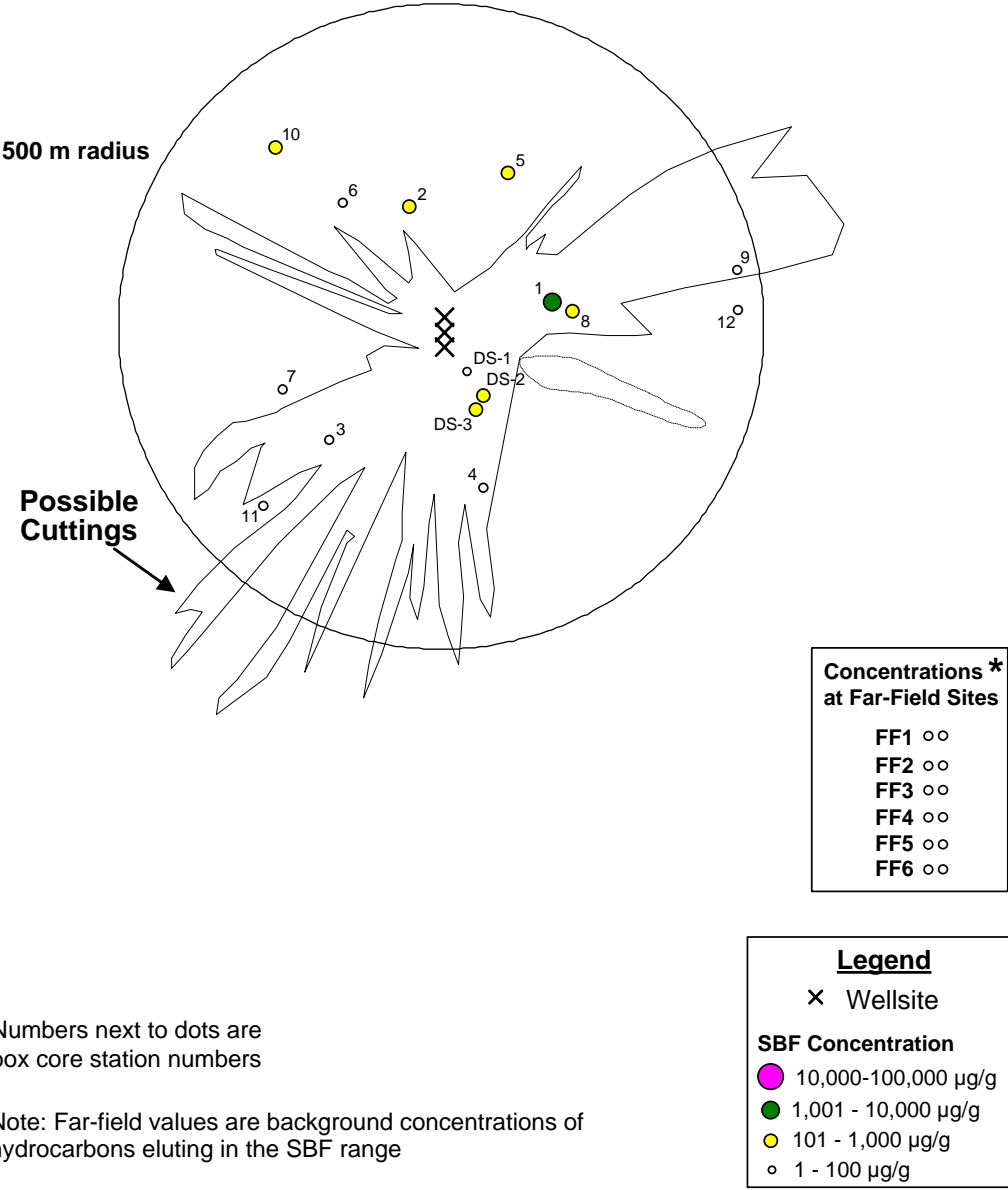 500 m radius
10
5
6
2
9
1
8
12
DS-1
7
DS-2
DS-3
3
4
11
Possible
Cuttings
Concentrations *
at Far-Field Sites
FF1
FF2
FF3
FF4
FF5
FF6
Legend
Wellsite
SBF Concentration
10,000-100,000 µg/g
1,001 - 10,000 µg/g
101 - 1,000 µg/g
1 - 100 µg/g
Numbers next to dots are
box core station numbers
Note: Far-field values are background concentrations of
hydrocarbons eluting in the SBF range